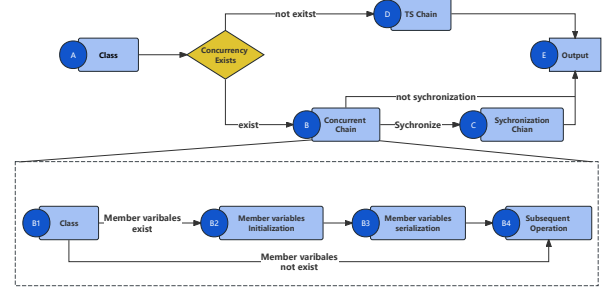 D
TS Chain
not exitst
A
Class
Concurrency
Exists
E
Output
not sychronization
exist
B
Concurrent
Chain
Sychronize
C
Sychronization
Chian
B1
Class
Member varibales
exist
B2
Member variables
Initialization
B3
Member variables
serialization
B4
Subsequent
Operation
Member varibales
not exist